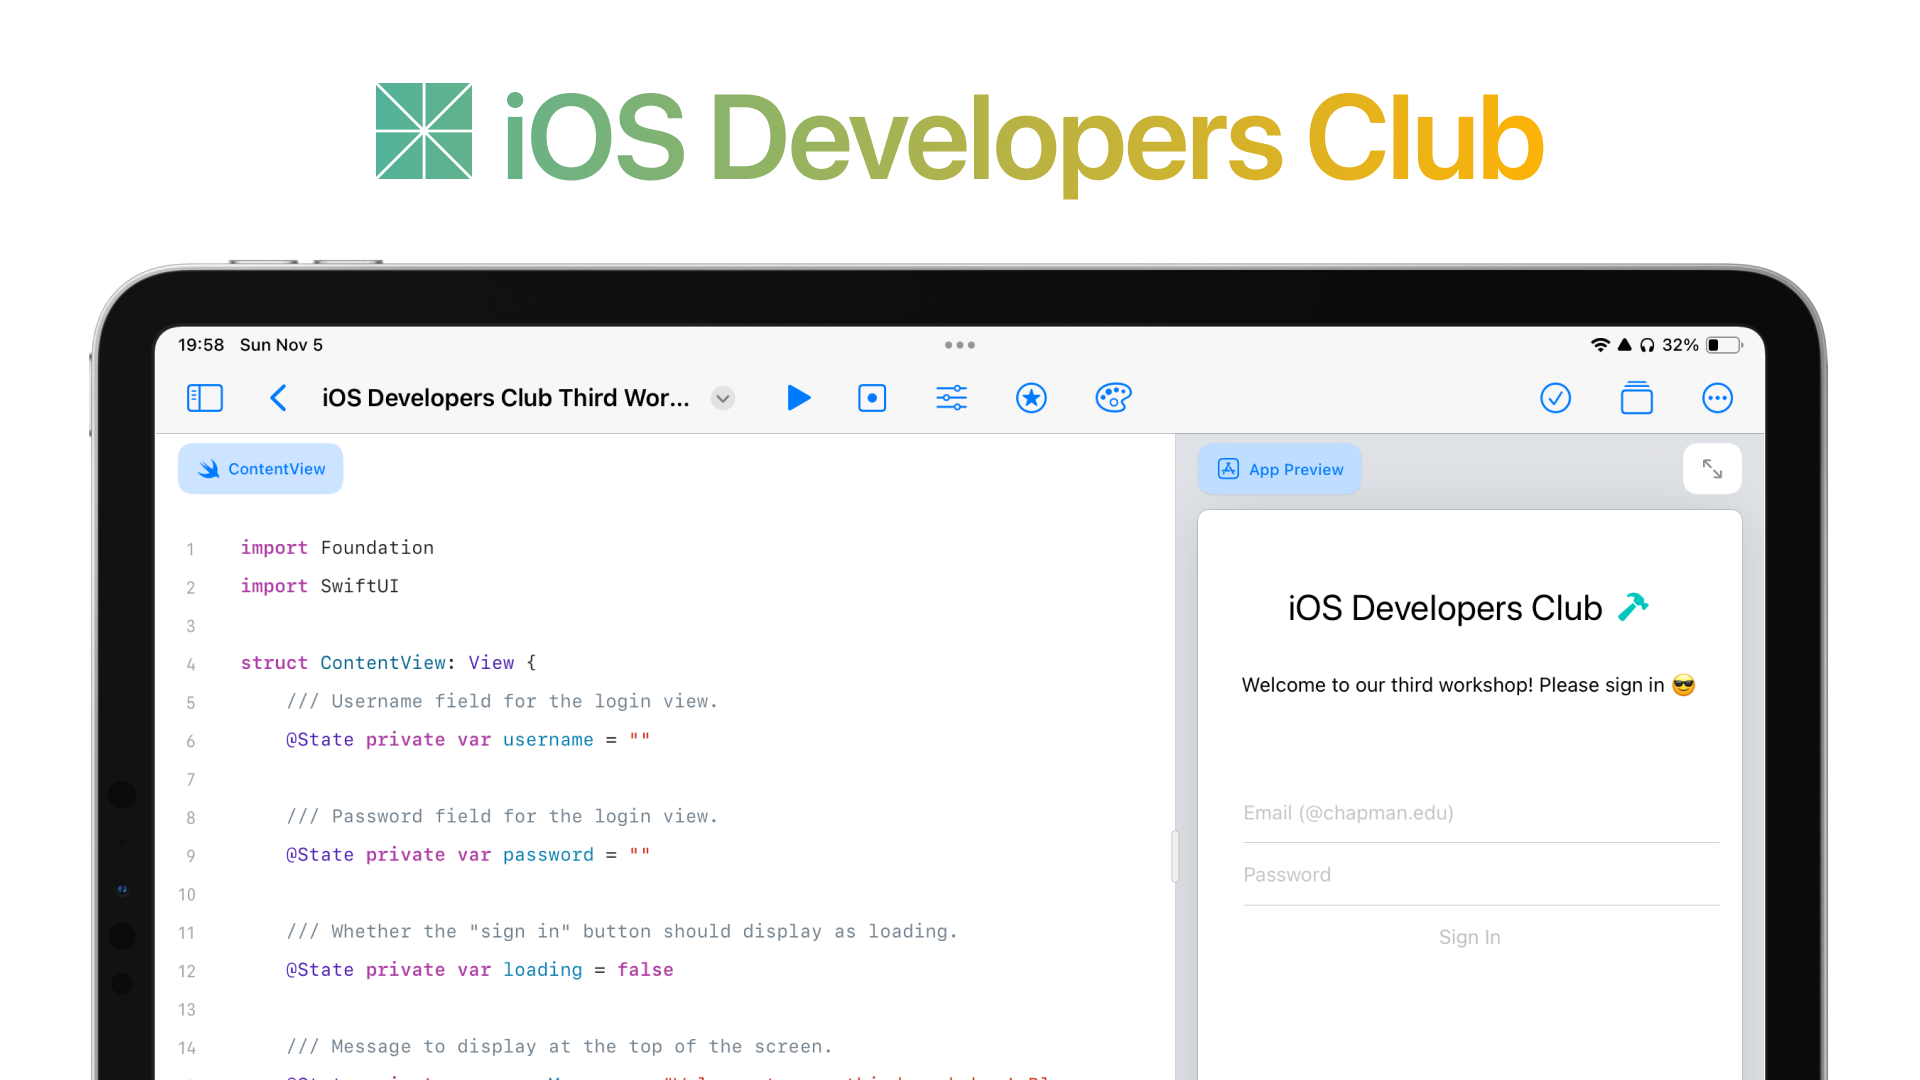 iOS Developers Club
19:58 Sun Nov 5
32%
iOS Developers Club Third Wor...
ContentView
1 import Foundation
2 import SwiftUI
3
4 struct ContentView: View {
5 /// Username field for the login view.
6 @State private var username = ""
7
8 /// Password field for the login view.
9 @State private var password = ""
10
11 /// Whether the "sign in" button should display as loading.
12 @State private var loading = false
13
14 /// Message to display at the top of the screen.
App Preview
iOS Developers Club
Welcome to our third workshop! Please sign in 😎
Email (@chapman.edu)
Password
Sign In